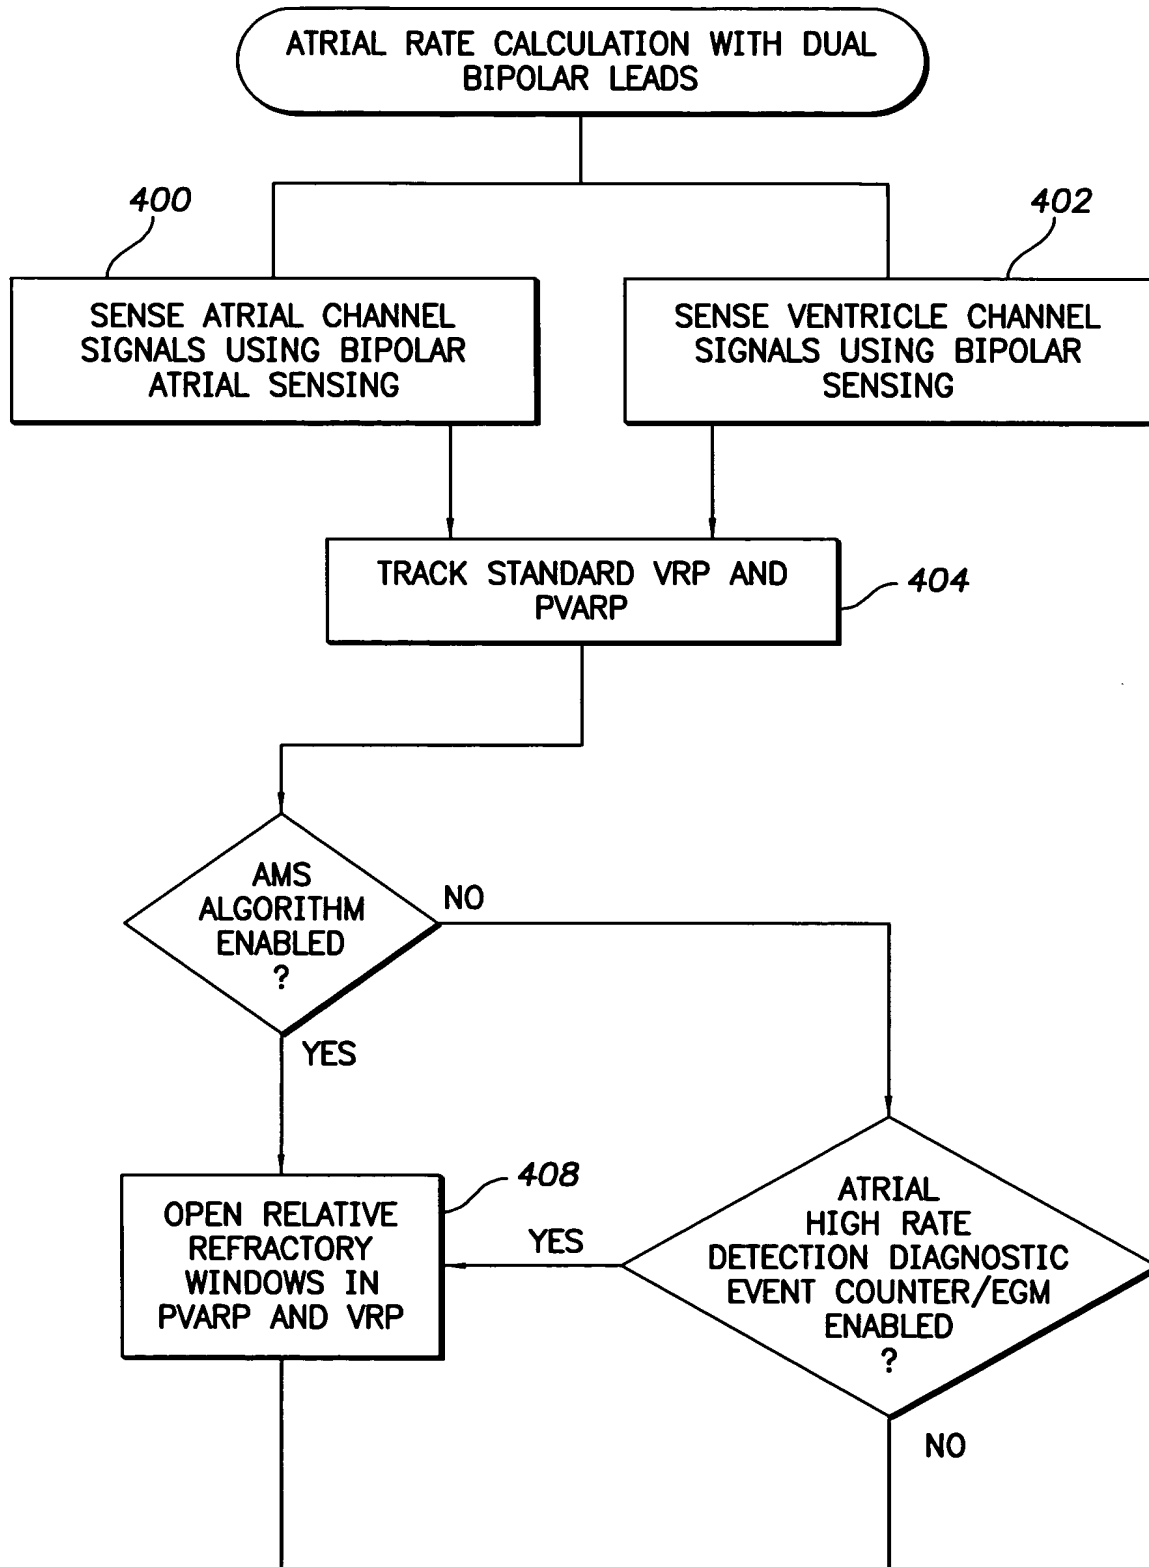 ATRIAL RATE CALCULATION WITH DUAL
BIPOLAR LEADS
400
402
SENSE ATRIAL CHANNEL
SIGNALS USING BIPOLAR
ATRIAL SENSING
SENSE VENTRICLE CHANNEL
SIGNALS USING BIPOLAR
SENSING
TRACK STANDARD VRP AND
PVARP
404
AMS
ALGORITHM
ENABLED
?
NO
YES
408
OPEN RELATIVE
REFRACTORY
WINDOWS IN
PVARP AND VRP
YES
ATRIAL
HIGH RATE
DETECTION DIAGNOSTIC
EVENT COUNTER/EGM
ENABLED
?
NO